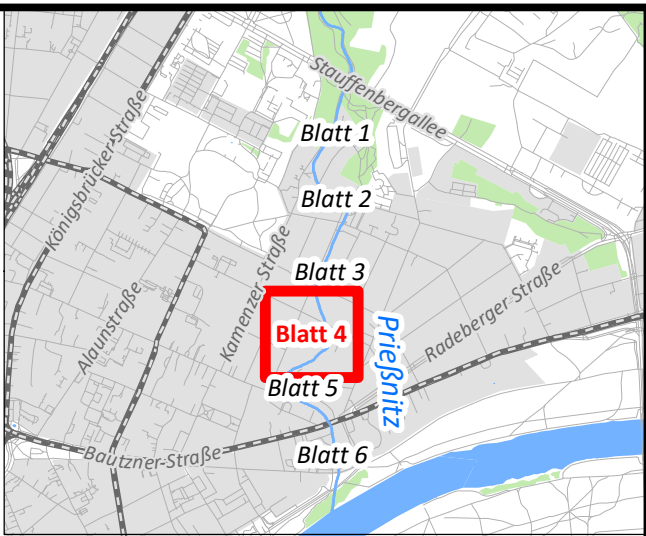 Stauffenbergallee
Königsbrücker-Straße
Blatt 1
Blatt 2
Kamenzer Straße
Blatt 3
Alaunstraße
Radeberger-Straße
Blatt 4
Prießnitz
Blatt 5
Bautzner-Straße
Blatt 6